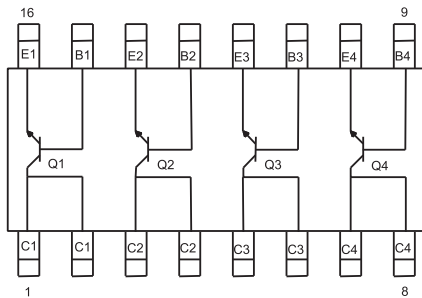 16 9
E1 B1 E2 B2 E3 B3 E4 B4
Q1 Q2 Q3 Q4
C1 C1 C2 C2 C3 C3 C4 C4
1 8